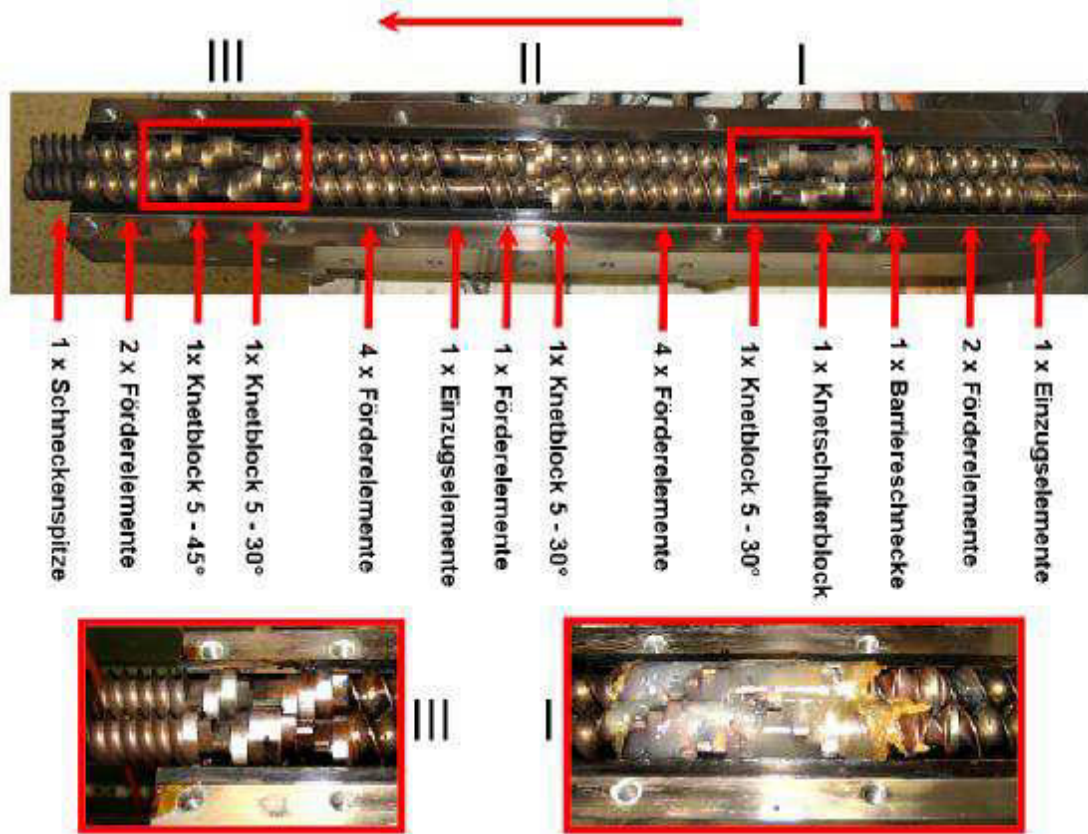 III
II
I
1 x Schneckenspitze
2 x Förderelemente
1x Knetblock 5 - 45°
1x Knetblock 5 - 30°
4 x Förderelemente
1 x Einzugselemente
1 x Förderelemente
1x Knetblock 5 - 30°
4 x Förderelemente
1x Knetblock 5 - 30°
1 x Knetschulterblock
1 x Barriereschnecke
2 x Förderelemente
1 x Einzugselemente
III
I